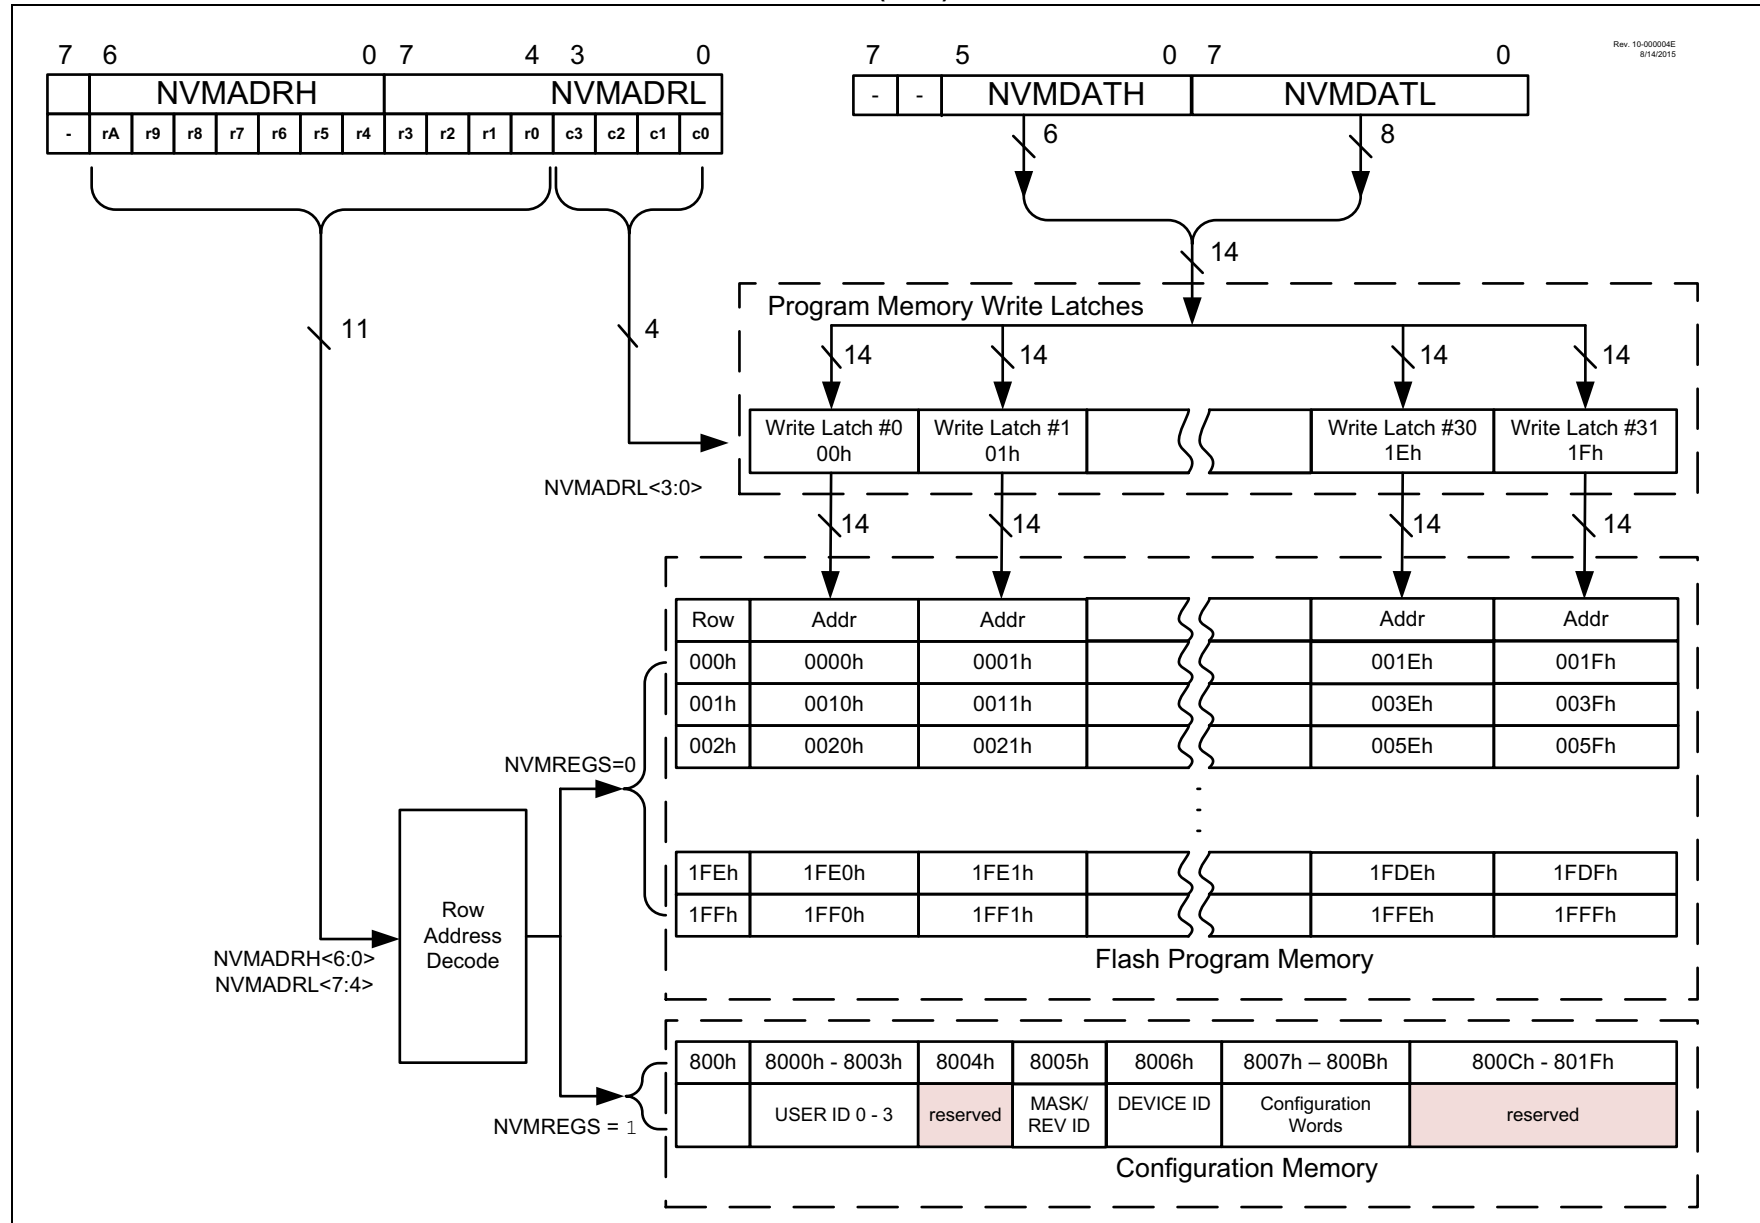 7 6 0 7 4 3 0
NVMADRH NVMADRL
- rA r9 r8 r7 r6 r5 r4 r3 r2 r1 r0 c3 c2 c1 c0
7 5 0 7 0
- - NVMDATH NVMDATL
Rev. 10-000004E
8/14/2015
6 8
14
11
4
Program Memory Write Latches
14 14 14 14
Write Latch #0
00h
Write Latch #1
01h
Write Latch #30
1Eh
Write Latch #31
1Fh
NVMADRL<3:0>
14 14 14 14
Row Addr Addr Addr Addr
000h 0000h 0001h 001Eh 001Fh
001h 0010h 0011h 003Eh 003Fh
002h 0020h 0021h 005Eh 005Fh
NVMREGS=0
1FEh 1FE0h 1FE1h 1FDEh 1FDFh
1FFh 1FF0h 1FF1h 1FFEh 1FFFh
Flash Program Memory
Row
Address
Decode
NVMADRH<6:0>
NVMADRL<7:4>
800h 8000h - 8003h 8004h 8005h 8006h 8007h – 800Bh 800Ch - 801Fh
USER ID 0 - 3
reserved
MASK/
REV ID
DEVICE ID
Configuration
Words
reserved
NVMREGS = 1
Configuration Memory